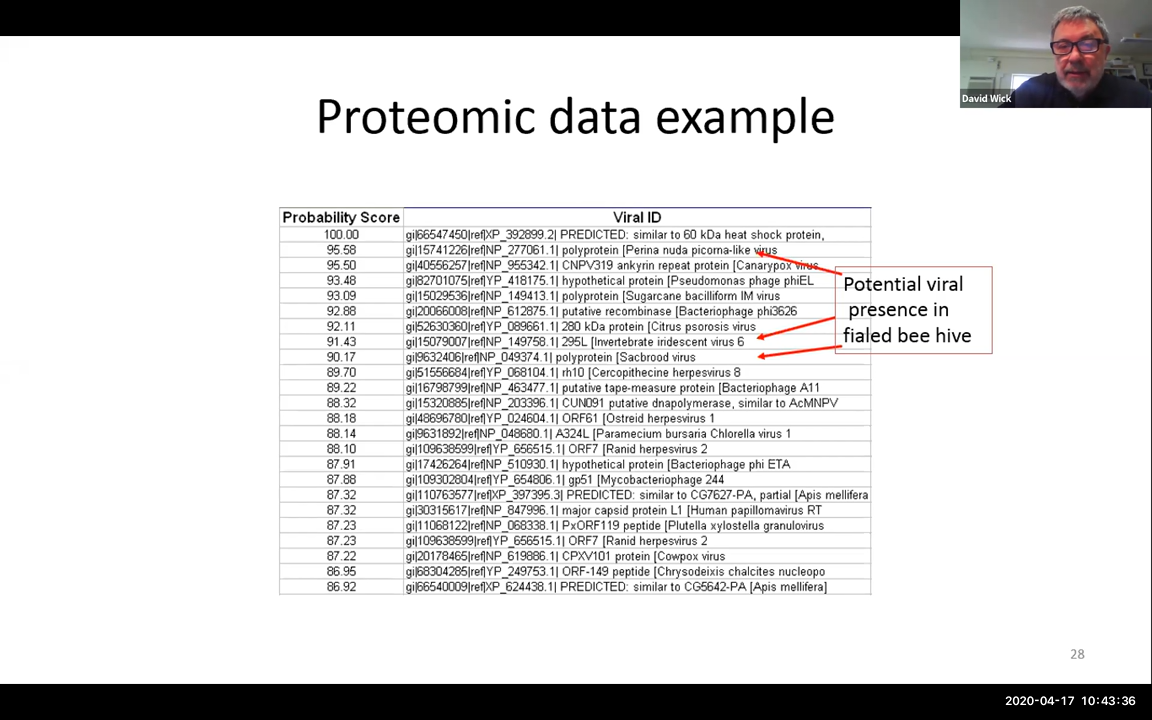 David Wick
Proteomic data example
Probability Score Viral ID
100.00 gi|66547450|ref|XP_392899.2| PREDICTED: similar to 60 kDa heat shock protein,
95.58 gi|15741226|ref|NP_277061.1| polyprotein [Perina nuda picorna-like virus
95.50 gi|40556257|ref|NP_955342.1| CNPV319 ankyrin repeat protein [Canarypox virus
93.48 gi|82701075|ref|YP_418175.1| hypothetical protein [Pseudomonas phage phiEL
93.09 gi|15029536|ref|NP_149413.1| polyprotein [Sugarcane bacilliform IM virus
92.88 gi|20066008|ref|NP_612875.1| putative recombinase [Bacteriophage phi3626
92.11 gi|52630360|ref|YP_089661.1| 280 kDa protein [Citrus psorosis virus
91.43 gi|15079007|ref|NP_149758.1| 295L [Invertebrate iridescent virus 6
90.17 gi|9632406|ref|NP_049374.1| polyprotein [Sacbrood virus
89.70 gi|51556684|ref|YP_068104.1| rh10 [Cercopithecine herpesvirus 8
89.22 gi|16798799|ref|NP_463477.1| putative tape-measure protein [Bacteriophage A11
88.32 gi|15320885|ref|NP_203396.1| CUN091 putative dnapolymerase, similar to AcMNPV
88.18 gi|48696780|ref|YP_024604.1| ORF61 [Ostreid herpesvirus 1
88.14 gi|9631892|ref|NP_048680.1| A324L [Paramecium bursaria Chlorella virus 1
88.10 gi|109638599|ref|YP_656515.1| ORF7 [Ranid herpesvirus 2
87.91 gi|17426264|ref|NP_510930.1| hypothetical protein [Bacteriophage phi ETA
87.88 gi|109302804|ref|YP_654806.1| gp51 [Mycobacteriophage 244
87.32 gi|110763577|ref|XP_397395.3| PREDICTED: similar to CG7627-PA, partial [Apis mellifera
87.32 gi|30315617|ref|NP_847996.1| major capsid protein L1 [Human papillomavirus RT
87.23 gi|11068122|ref|NP_068338.1| PxORF119 peptide [Plutella xylostella granulovirus
87.23 gi|109638599|ref|YP_656515.1| ORF7 [Ranid herpesvirus 2
87.22 gi|20178465|ref|NP_619886.1| CPXV101 protein [Cowpox virus
86.95 gi|68304285|ref|YP_249753.1| ORF-149 peptide [Chrysodeixis chalcites nucleopo
86.92 gi|66540009|ref|XP_624438.1| PREDICTED: similar to CG5642-PA [Apis mellifera]
Potential viral
presence in
fialed bee hive
28
2020-04-17 10:43:36